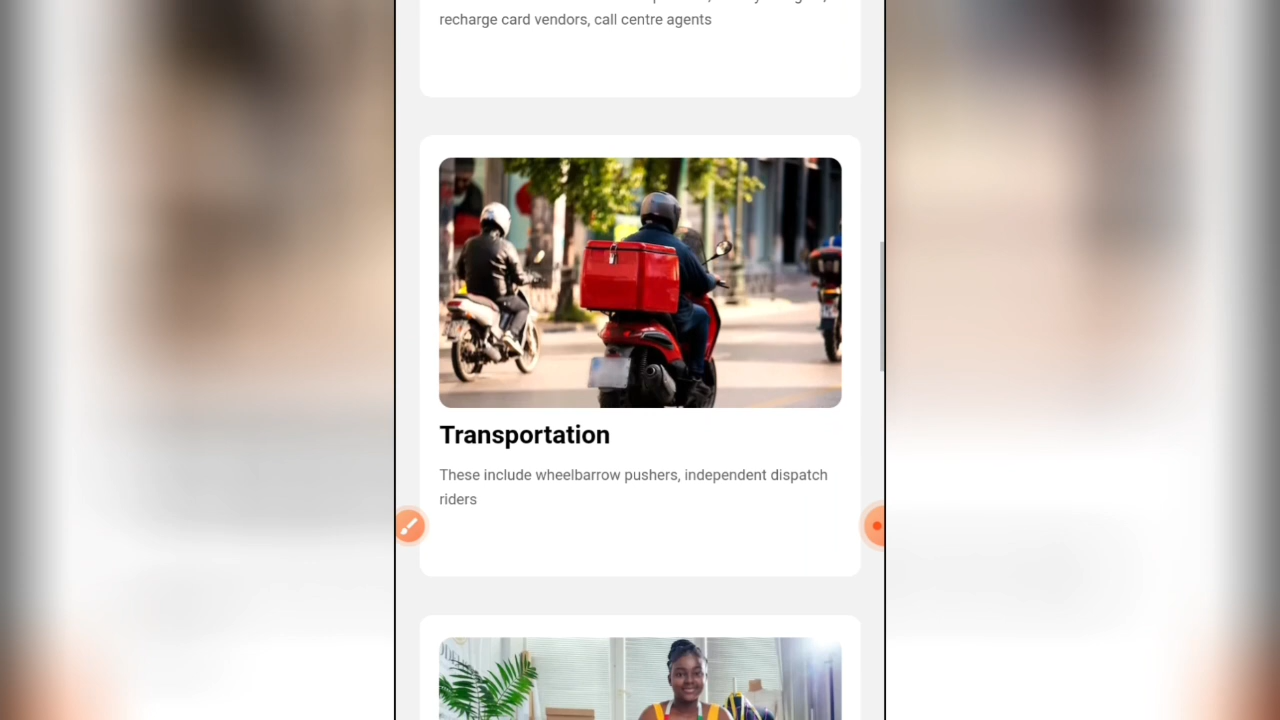 recharge card vendors, call centre agents
Transportation
These include wheelbarrow pushers, independent dispatch
riders